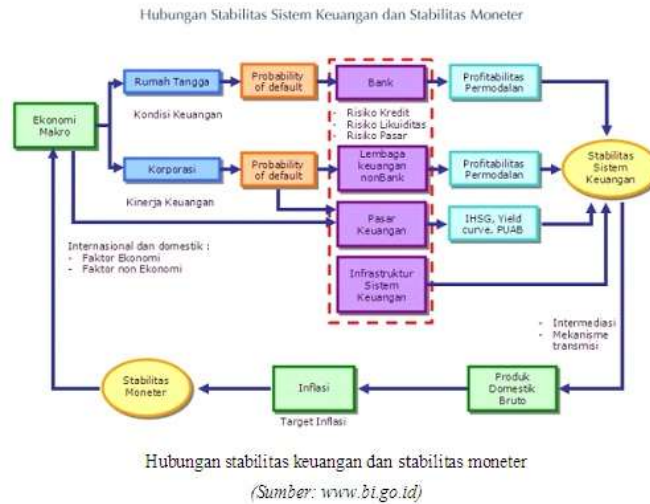 Hubungan Stabilitas Sistem Keuangan dan Stabilitas Moneter
Rumah Tangga
Probability
of default
Bank
Profitabilitas
Permodalan
Kondisi Keuangan
- Risiko Kredit
- Risiko Likuiditas
- Risiko Pasar
Ekonomi
Makro
Korporasi
Probability
of default
Lembaga
keuangan
nonBank
Profitabilitas
Permodalan
Stabilitas
Sistem
Keuangan
Kinerja Keuangan
Pasar
Keuangan
IHSG, Yield
curve, PUAB
Internasional dan domestik :
- Faktor Ekonomi
- Faktor non Ekonomi
Infrastruktur
Sistem
Keuangan
- Intermediasi
- Mekanisme
transmisi
Stabilitas
Moneter
Inflasi
Produk
Domestik
Bruto
Target Inflasi
Hubungan stabilitas keuangan dan stabilitas moneter
(Sumber: www.bi.go.id)